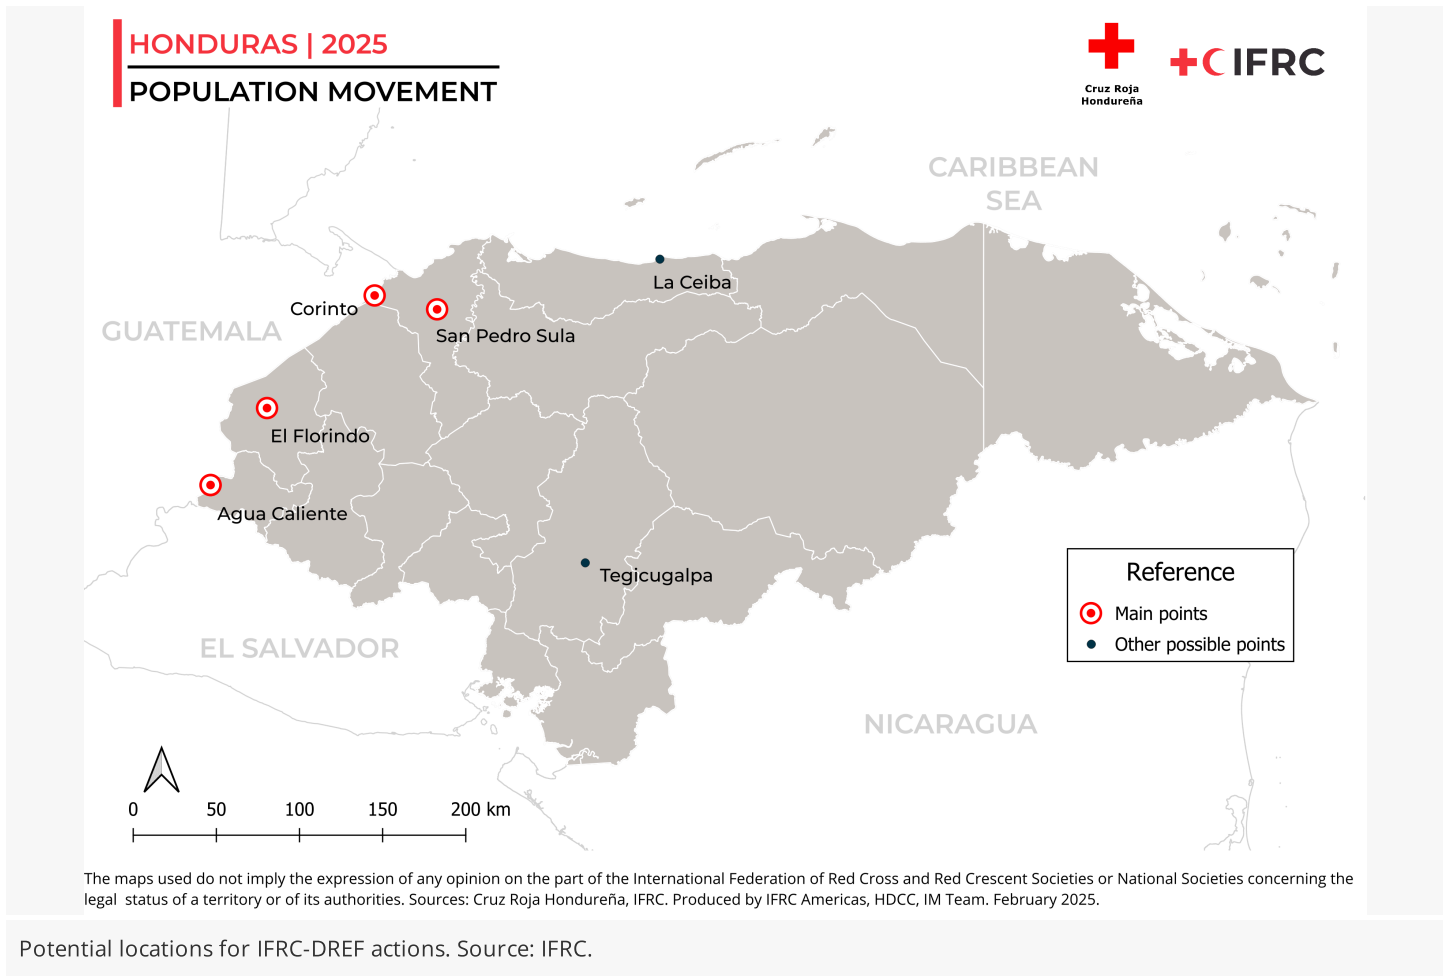 HONDURAS | 2025
POPULATION MOVEMENT
Cruz Roja
Hondureña
IFRC
CARIBBEAN
SEA
La Ceiba
Corinto
San Pedro Sula
GUATEMALA
El Florindo
Agua Caliente
Tegicugalpa
Reference
Main points
Other possible points
EL SALVADOR
NICARAGUA
0 50 100 150 200 km
The maps used do not imply the expression of any opinion on the part of the International Federation of Red Cross and Red Crescent Societies or National Societies concerning the
legal status of a territory or of its authorities. Sources: Cruz Roja Hondureña, IFRC. Produced by IFRC Americas, HDCC, IM Team. February 2025.
Potential locations for IFRC-DREF actions. Source: IFRC.